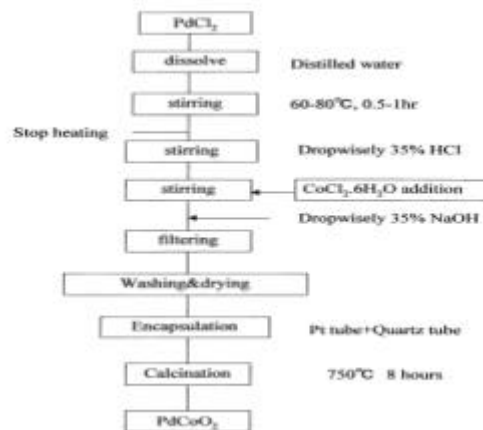 PdCl₂
dissolve Distilled water
stirring 60-80℃, 0.5-1hr
Stop heating
stirring Dropwisely 35% HCl
stirring CoCl₂.6H₂O addition
Dropwisely 35% NaOH
filtering
Washing&drying
Encapsulation Pt tube+Quartz tube
Calcination 750℃ 8 hours
PdCoO₂